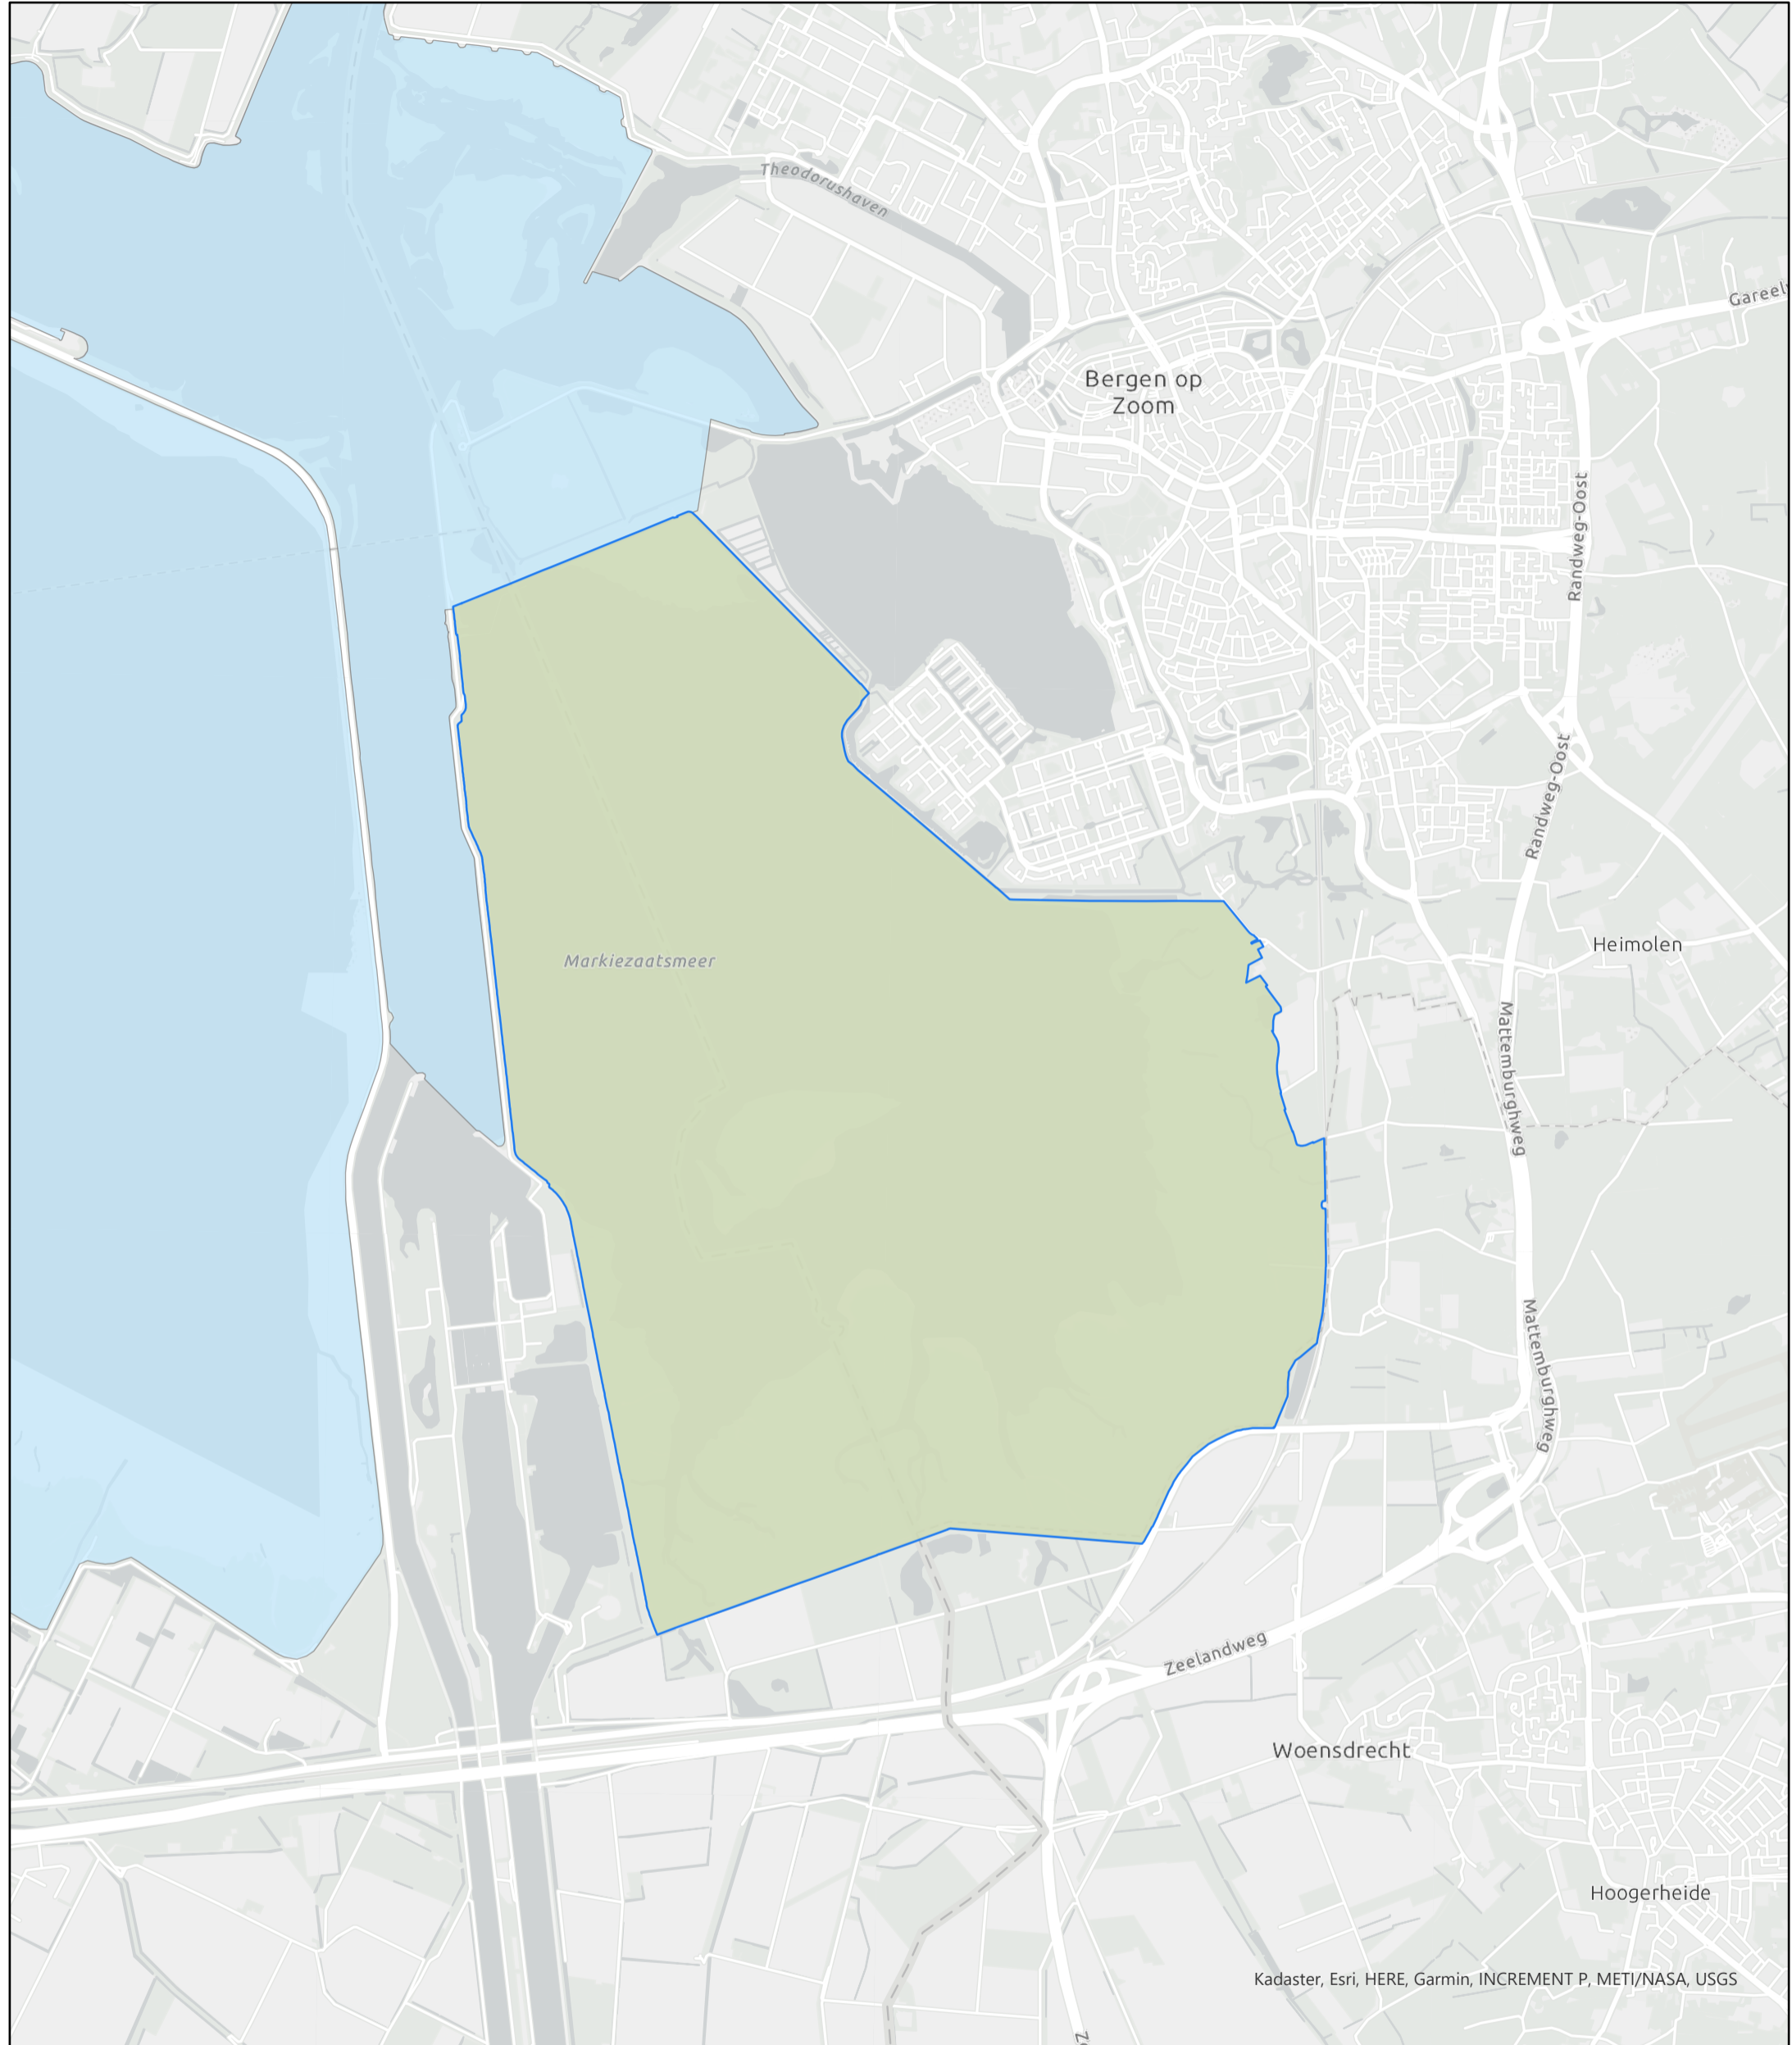 Theodorushaven
Gareel
Bergen op
Zoom
Randweg-Oost
Randweg-Oost
Heimolen
Markiezaatsmeer
Mattemburghweg
Mattemburghweg
Zeelandweg
Woensdrecht
Hoogerheide
Kadaster, Esri, HERE, Garmin, INCREMENT P, METI/NASA, USGS